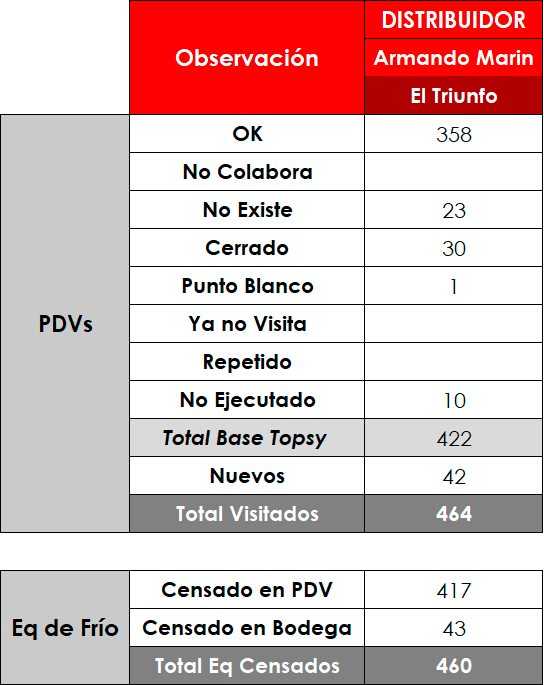 DISTRIBUIDOR
Observación
Armando Marin
El Triunfo
PDVs
OK 358
No Colabora
No Existe 23
Cerrado 30
Punto Blanco 1
Ya no Visita
Repetido
No Ejecutado 10
Total Base Topsy 422
Nuevos 42
Total Visitados 464
Eq de Frío
Censado en PDV 417
Censado en Bodega 43
Total Eq Censados 460